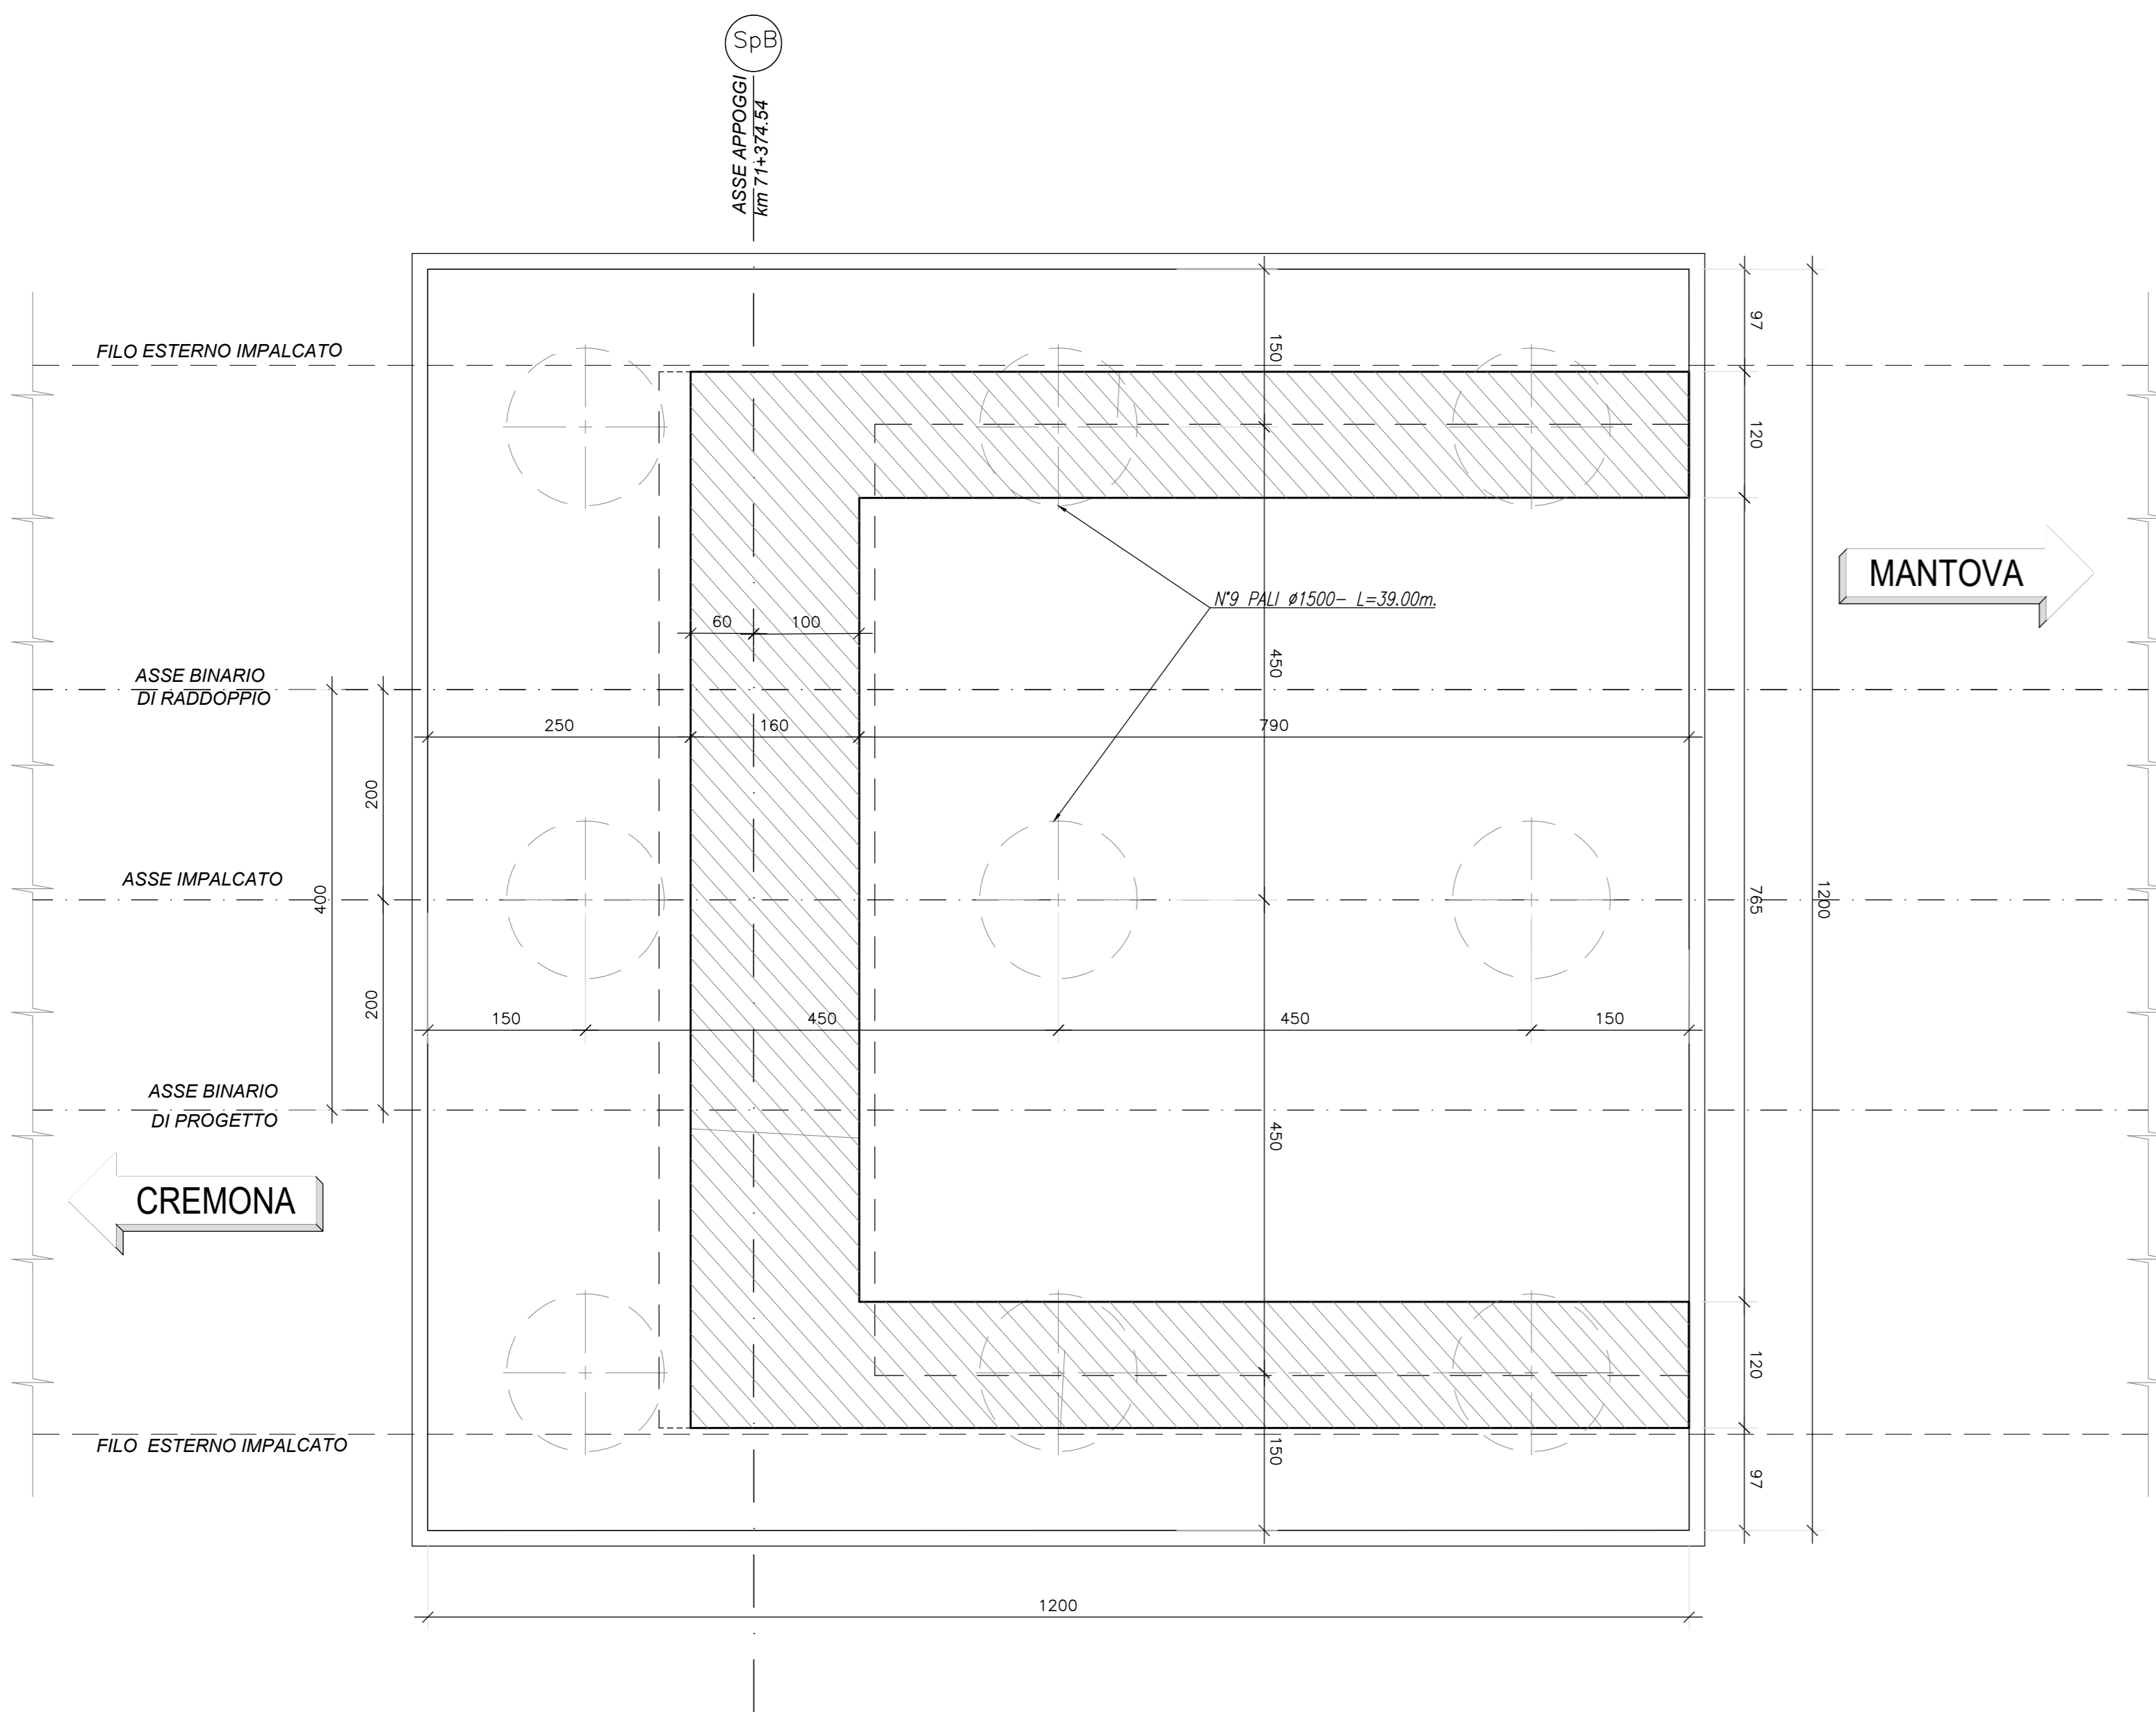 SpB
ASSE APPOGGI
km 71+374.54
FILO ESTERNO IMPALCATO
97
150
120
MANTOVA
N°9 PALI ø1500- L=39.00m.
60
100
450
ASSE BINARIO
DI RADDOPPIO
250
160
790
200
ASSE IMPALCATO
400
765
1200
200
150
450
450
150
ASSE BINARIO
DI PROGETTO
450
CREMONA
120
FILO ESTERNO IMPALCATO
150
97
1200